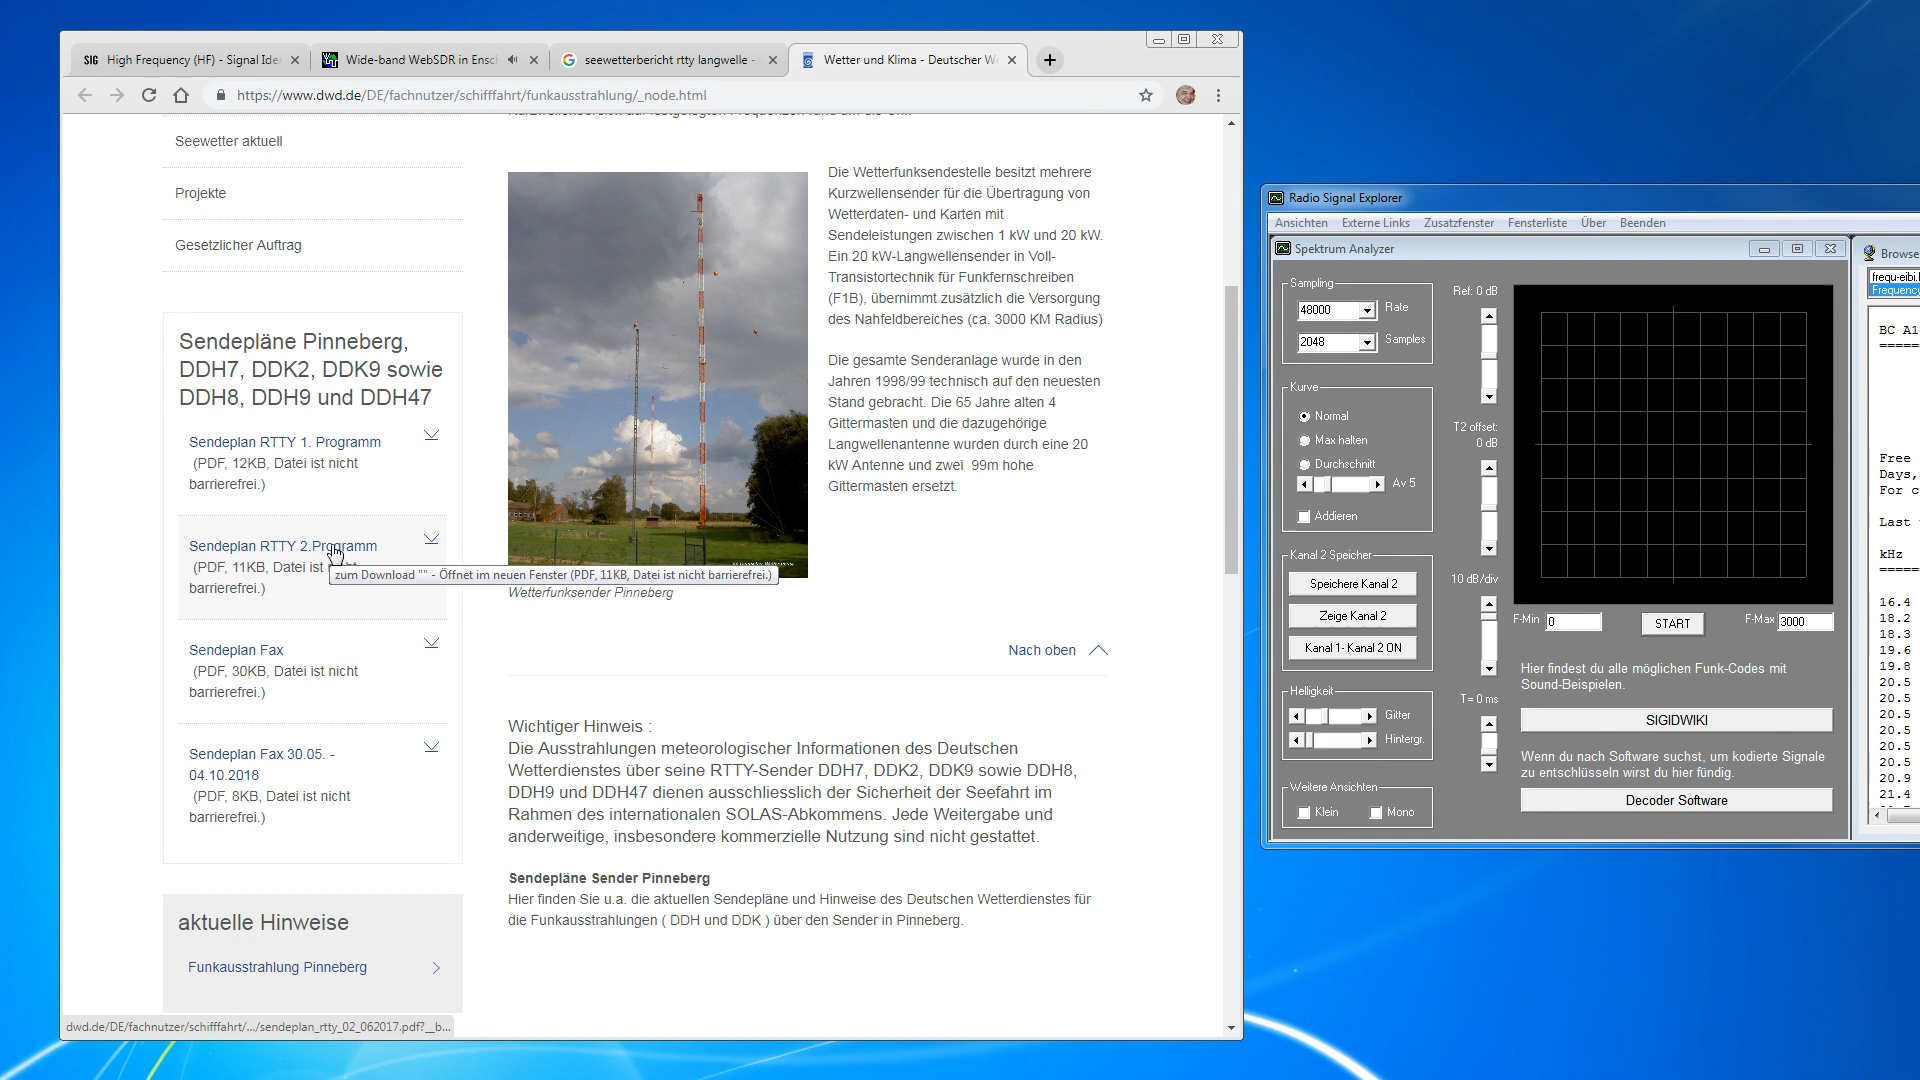 SIG High Frequency (HF) - Signal Ide
Wide-band WebSDR in Ensch
seewetterbericht rtty langwelle -
Wetter und Klima - Deutscher We
https://www.dwd.de/DE/fachnutzer/schifffahrt/funkausstrahlung/_node.html
Seewetter aktuell
Projekte
Gesetzlicher Auftrag
Sendepläne Pinneberg,
DDH7, DDK2, DDK9 sowie
DDH8, DDH9 und DDH47
Sendeplan RTTY 1. Programm
(PDF, 12KB, Datei ist nicht
barrierefrei.)
Sendeplan RTTY 2.Programm
(PDF, 11KB, Datei ist
barrierefrei.)
zum Download "" - Öffnet im neuen Fenster (PDF, 11KB, Datei ist nicht barrierefrei.)
Sendeplan Fax
(PDF, 30KB, Datei ist nicht
barrierefrei.)
Sendeplan Fax 30.05. -
04.10.2018
(PDF, 8KB, Datei ist nicht
barrierefrei.)
aktuelle Hinweise
Funkausstrahlung Pinneberg
dwd.de/DE/fachnutzer/schifffahrt/.../sendeplan_rtty_02_062017.pdf?__b...
Die Wetterfunksendestelle besitzt mehrere
Kurzwellensender für die Übertragung von
Wetterdaten- und Karten mit
Sendeleistungen zwischen 1 kW und 20 kW.
Ein 20 kW-Langwellensender in Voll-
Transistortechnik für Funkfernschreiben
(F1B), übernimmt zusätzlich die Versorgung
des Nahfeldbereiches (ca. 3000 KM Radius)
Die gesamte Senderanlage wurde in den
Jahren 1998/99 technisch auf den neuesten
Stand gebracht. Die 65 Jahre alten 4
Gittermasten und die dazugehörige
Langwellenantenne wurden durch eine 20
kW Antenne und zwei 99m hohe
Gittermasten ersetzt.
Wetterfunksender Pinneberg
Nach oben
Wichtiger Hinweis :
Die Ausstrahlungen meteorologischer Informationen des Deutschen
Wetterdienstes über seine RTTY-Sender DDH7, DDK2, DDK9 sowie DDH8,
DDH9 und DDH47 dienen ausschliesslich der Sicherheit der Seefahrt im
Rahmen des internationalen SOLAS-Abkommens. Jede Weitergabe und
anderweitige, insbesondere kommerzielle Nutzung sind nicht gestattet.
Sendepläne Sender Pinneberg
Hier finden Sie u.a. die aktuellen Sendepläne und Hinweise des Deutschen Wetterdienstes für
die Funkausstrahlungen ( DDH und DDK ) über den Sender in Pinneberg.
Radio Signal Explorer
Ansichten Externe Links Zusatzfenster Fensterliste Über Beenden
Spektrum Analyzer
Sampling
48000 Rate
2048 Samples
Kurve
Normal
Max halten
Durchschnitt
Av 5
Addieren
Kanal 2 Speicher
Speichere Kanal 2
Zeige Kanal 2
Kanal 1- Kanal 2 ON
Helligkeit
Gitter
Hintergr.
Weitere Ansichten
Klein Mono
Ref: 0 dB
T2 offset:
0 dB
10 dB/div
T= 0 ms
F-Min 0 START F-Max 3000
Hier findest du alle möglichen Funk-Codes mit
Sound-Beispielen.
SIGIDWIKI
Wenn du nach Software suchst, um kodierte Signale
zu entschlüsseln wirst du hier fündig.
Decoder Software
Browse
frequ-eibi.
Frequency
BC A1
=====
Free
Days,
For c
Last
kHz
=====
16.4
18.2
18.3
19.6
19.8
20.5
20.5
20.5
20.5
20.5
20.5
20.9
21.4